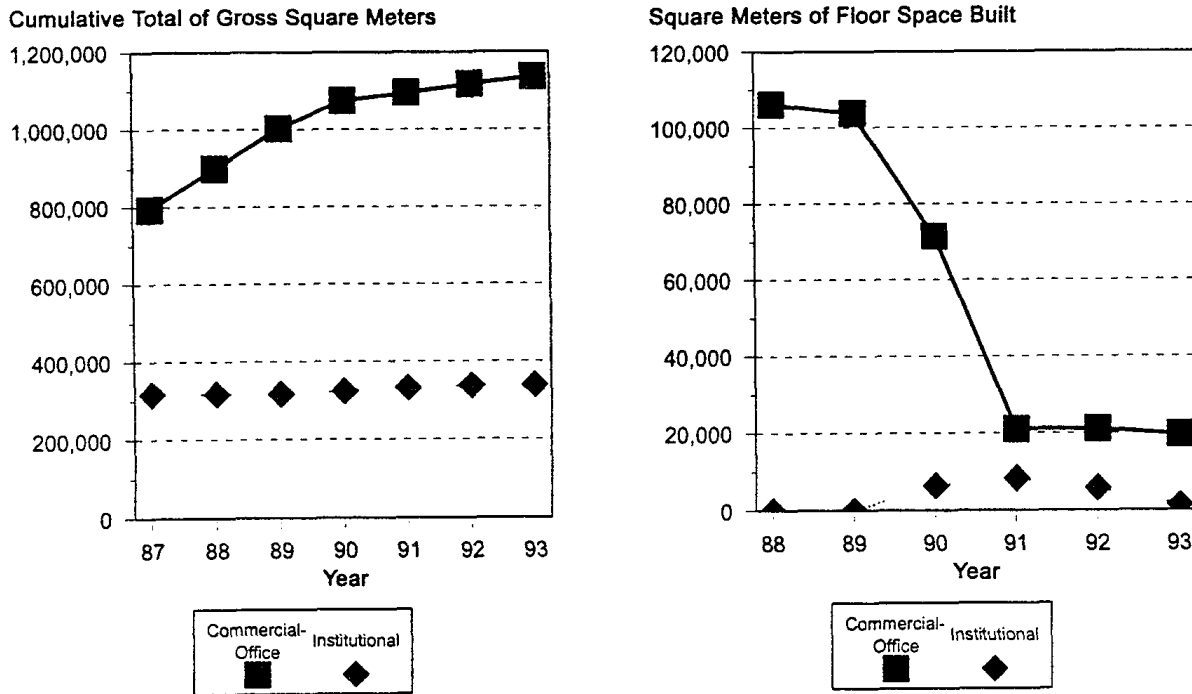 Cumulative Total of Gross Square Meters
1,200,000
1,000,000
800,000
600,000
400,000
200,000
0
87 88 89 90 91 92 93
Year
Commercial-
Office
Institutional
Square Meters of Floor Space Built
120,000
100,000
80,000
60,000
40,000
20,000
0
88 89 90 91 92 93
Year
Commercial-
Office
Institutional